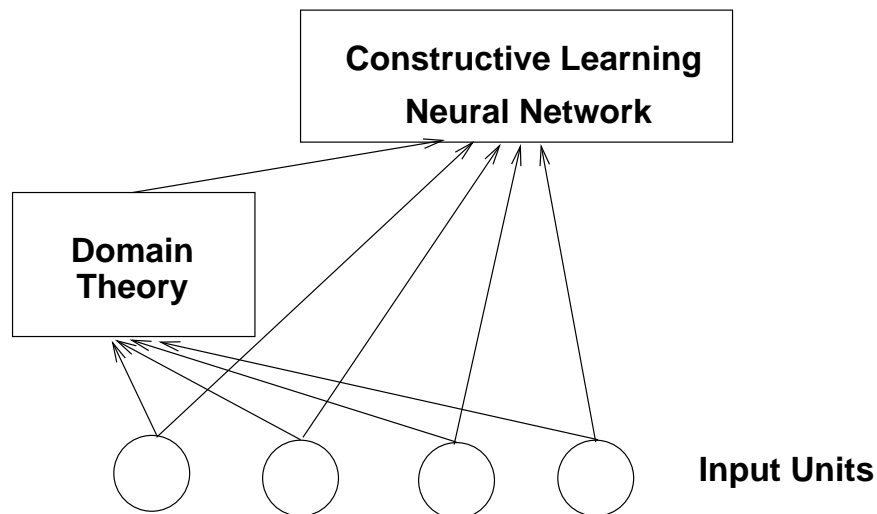 Constructive Learning
Neural Network
Domain
Theory
Input Units